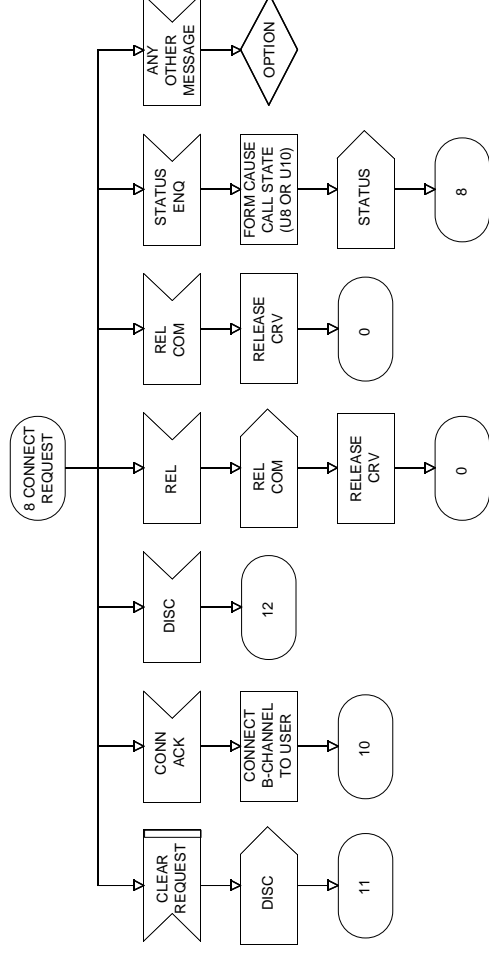 8 CONNECT
REQUEST
CLEAR
REQUEST
DISC
11
CONN
ACK
CONNECT
B-CHANNEL
TO USER
10
DISC
12
REL
REL
COM
RELEASE
CRV
0
REL
COM
RELEASE
CRV
0
STATUS
ENQ
FORM CAUSE
CALL STATE
(U8 OR U10)
STATUS
8
ANY
OTHER
MESSAGE
OPTION